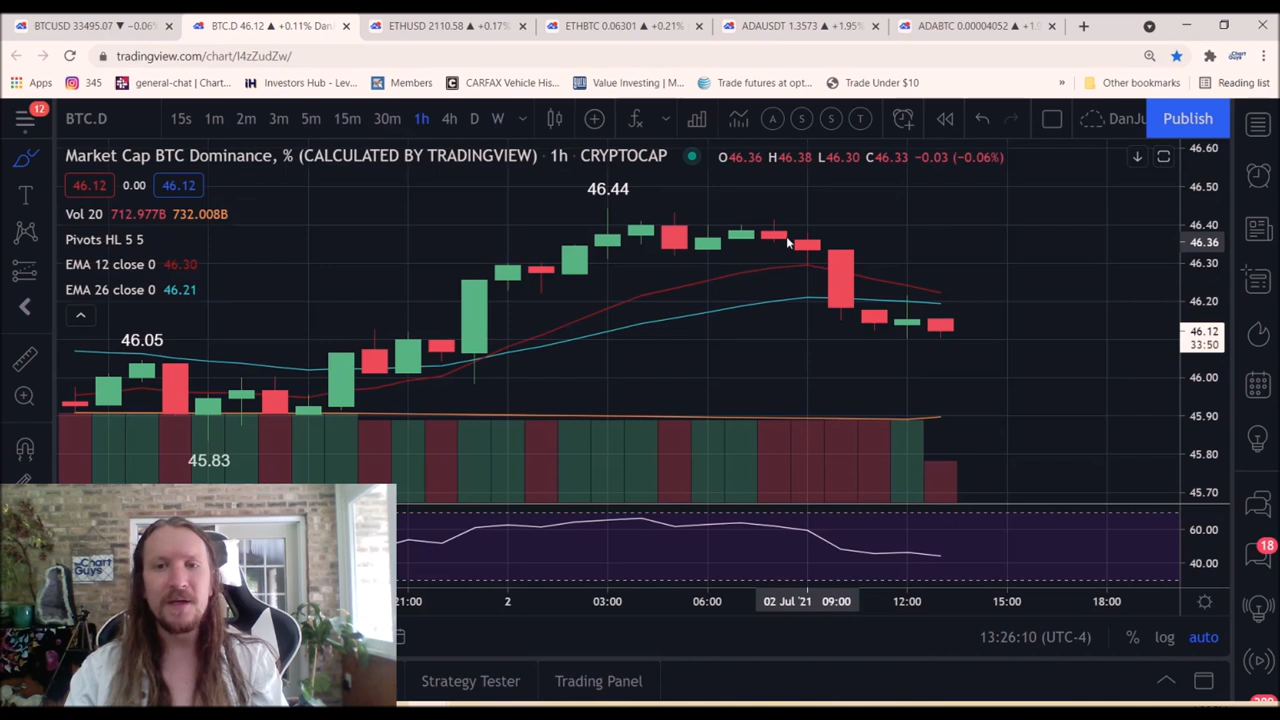 BTCUSD 33495.07 ▼ −0.06%
BTC.D 46.12 ▲ +0.11% DanJ
ETHUSD 2110.58 ▲ +0.17%
ETHBTC 0.06301 ▲ +0.21%
ADAUSDT 1.3573 ▲ +1.95%
ADABTC 0.00004052 ▲ +1.9
tradingview.com/chart/I4zZudZw/
Apps
345
general-chat | Chart...
Investors Hub - Lev...
Members
CARFAX Vehicle His...
Value Investing | M...
Trade futures at opt...
Trade Under $10
»
Other bookmarks
Reading list
12
BTC.D
15s 1m 2m 3m 5m 15m 30m 1h 4h D W
A S S T
DanJu
Publish
Market Cap BTC Dominance, % (CALCULATED BY TRADINGVIEW) · 1h · CRYPTOCAP
O46.36 H46.38 L46.30 C46.33 −0.03 (−0.06%)
46.12 0.00 46.12
Vol 20 712.977B 732.008B
Pivots HL 5 5
EMA 12 close 0 46.30
EMA 26 close 0 46.21
46.44
46.05
45.83
46.60
46.50
46.40
46.36
46.30
46.20
46.12
33:50
46.00
45.90
45.80
45.70
60.00
40.00
21:00 2 03:00 06:00 02 Jul '21 09:00 12:00 15:00 18:00
13:26:10 (UTC-4) % log auto
Strategy Tester
Trading Panel
18
Chart
Guys